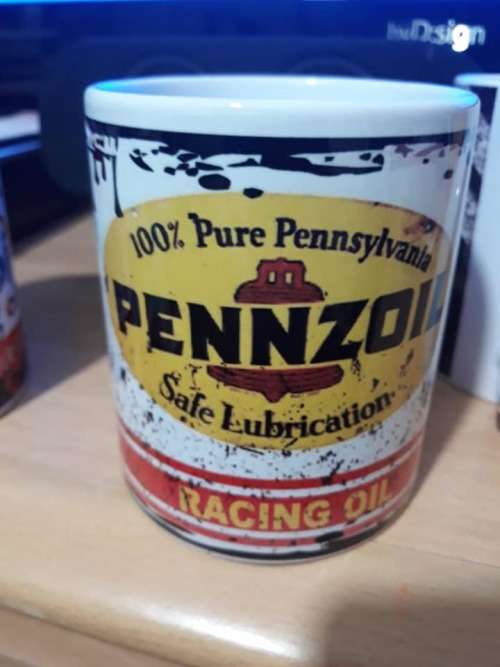 100% Pure Pennsylvania
PENNZOIL
Safe Lubrication
RACING OIL